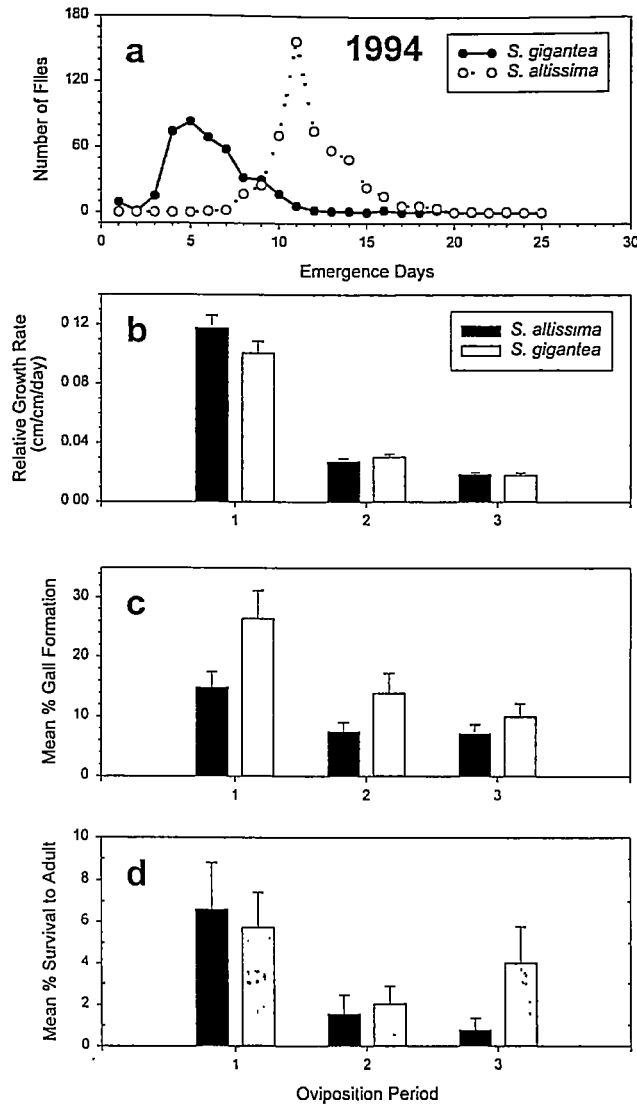 180
120
60
0
Number of Flies
a
1994
S. gigantea
S. altissima
0 5 10 15 20 25 30
Emergence Days
0.12
0.08
0.04
0.00
Relative Growth Rate
(cm/cm/day)
b
S. altissima
S. gigantea
1 2 3
30
20
10
0
Mean % Gall Formation
c
1 2 3
10
8
6
4
2
0
Mean % Survival to Adult
d
1 2 3
Oviposition Period